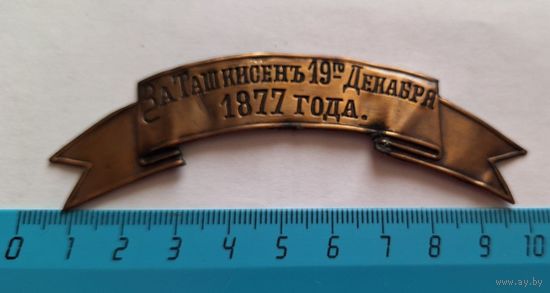 За Ташкисенъ 19го Декабря
1877 года.
0 1 2 3 4 5 6 7 8 9 10
www.ay.by